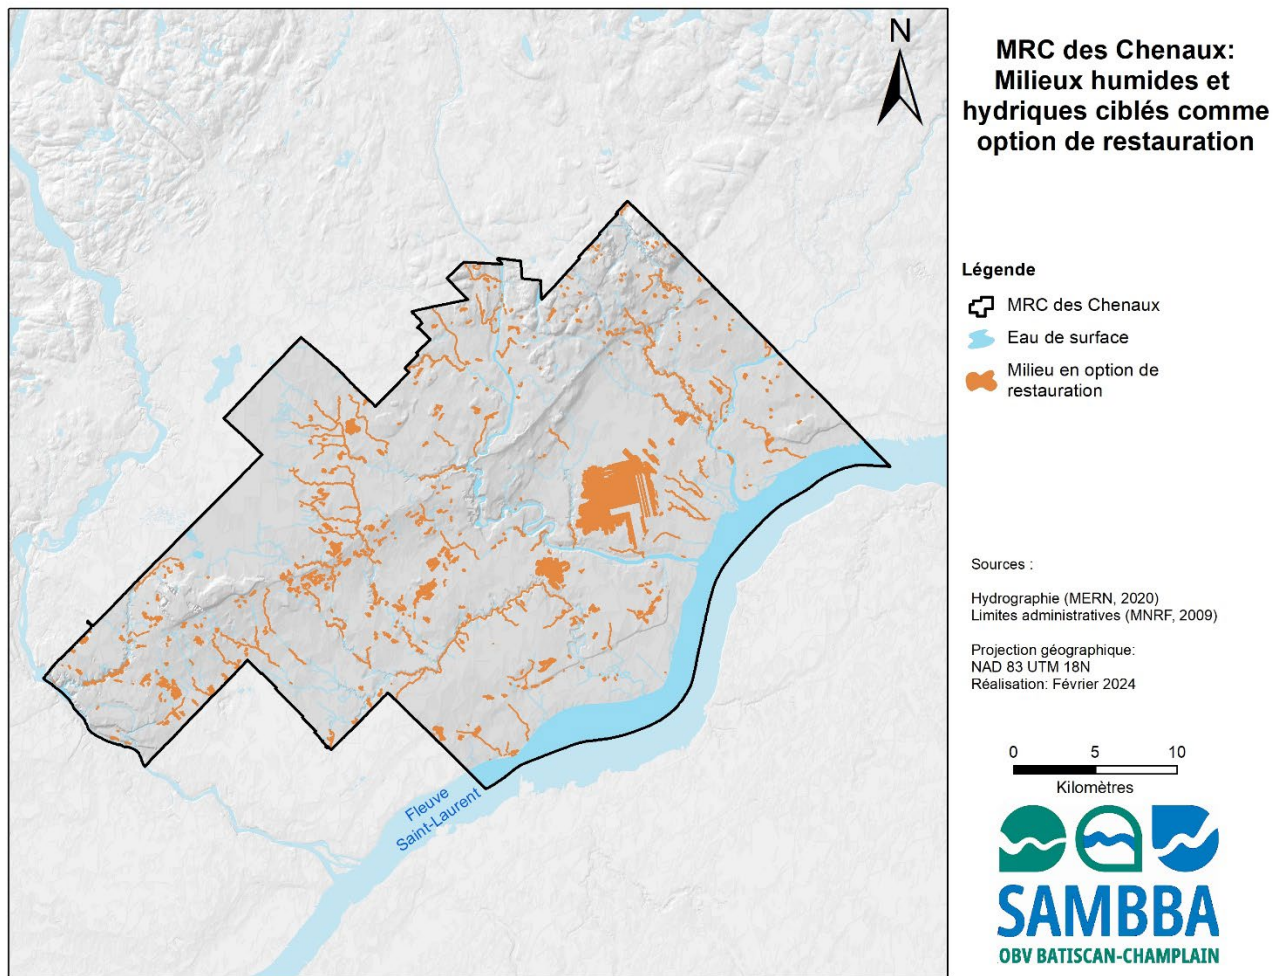 N
MRC des Chenaux:
Milieux humides et
hydriques ciblés comme
option de restauration
Légende
MRC des Chenaux
Eau de surface
Milieu en option de
restauration
Sources :
Hydrographie (MERN, 2020)
Limites administratives (MNRF, 2009)
Projection géographique:
NAD 83 UTM 18N
Réalisation: Février 2024
0 5 10
Kilomètres
Fleuve
Saint-Laurent
SAMBBA
OBV BATISCAN-CHAMPLAIN